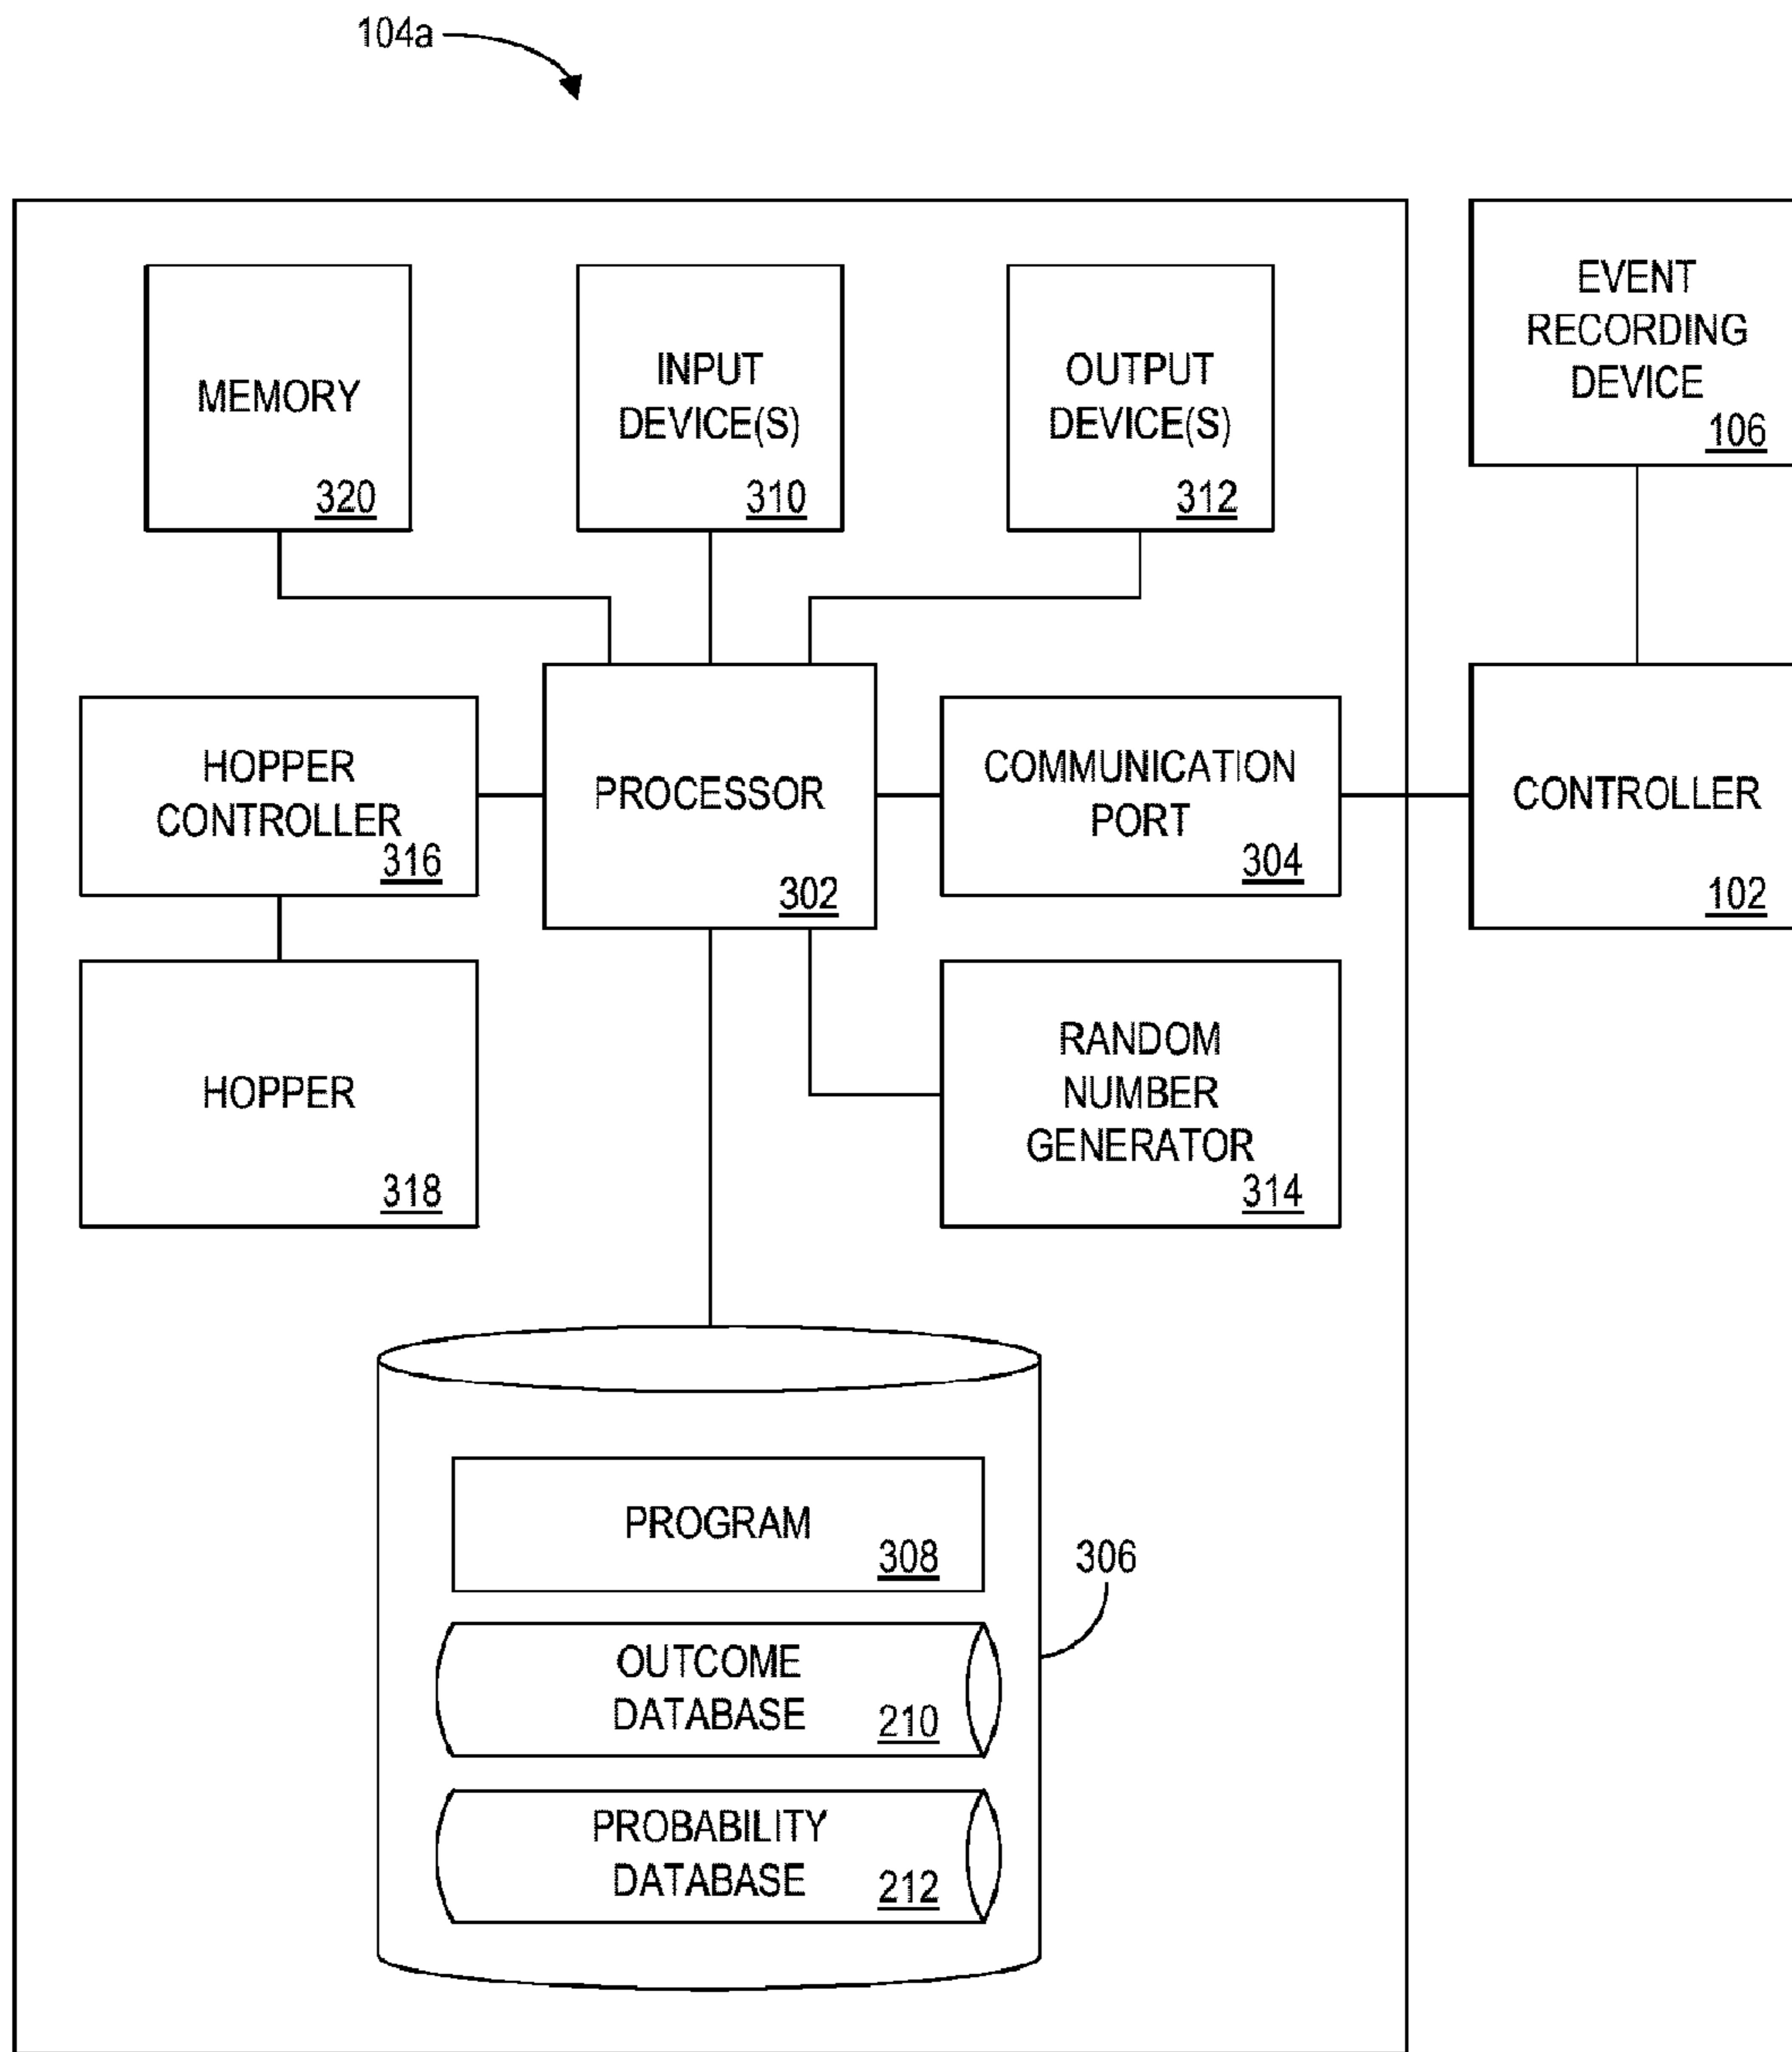 104a
MEMORY
320
INPUT
DEVICE(S)
310
OUTPUT
DEVICE(S)
312
EVENT
RECORDING
DEVICE
106
HOPPER
CONTROLLER
316
PROCESSOR
302
COMMUNICATION
PORT
304
CONTROLLER
102
HOPPER
318
RANDOM
NUMBER
GENERATOR
314
PROGRAM
308
306
OUTCOME
DATABASE
210
PROBABILITY
DATABASE
212